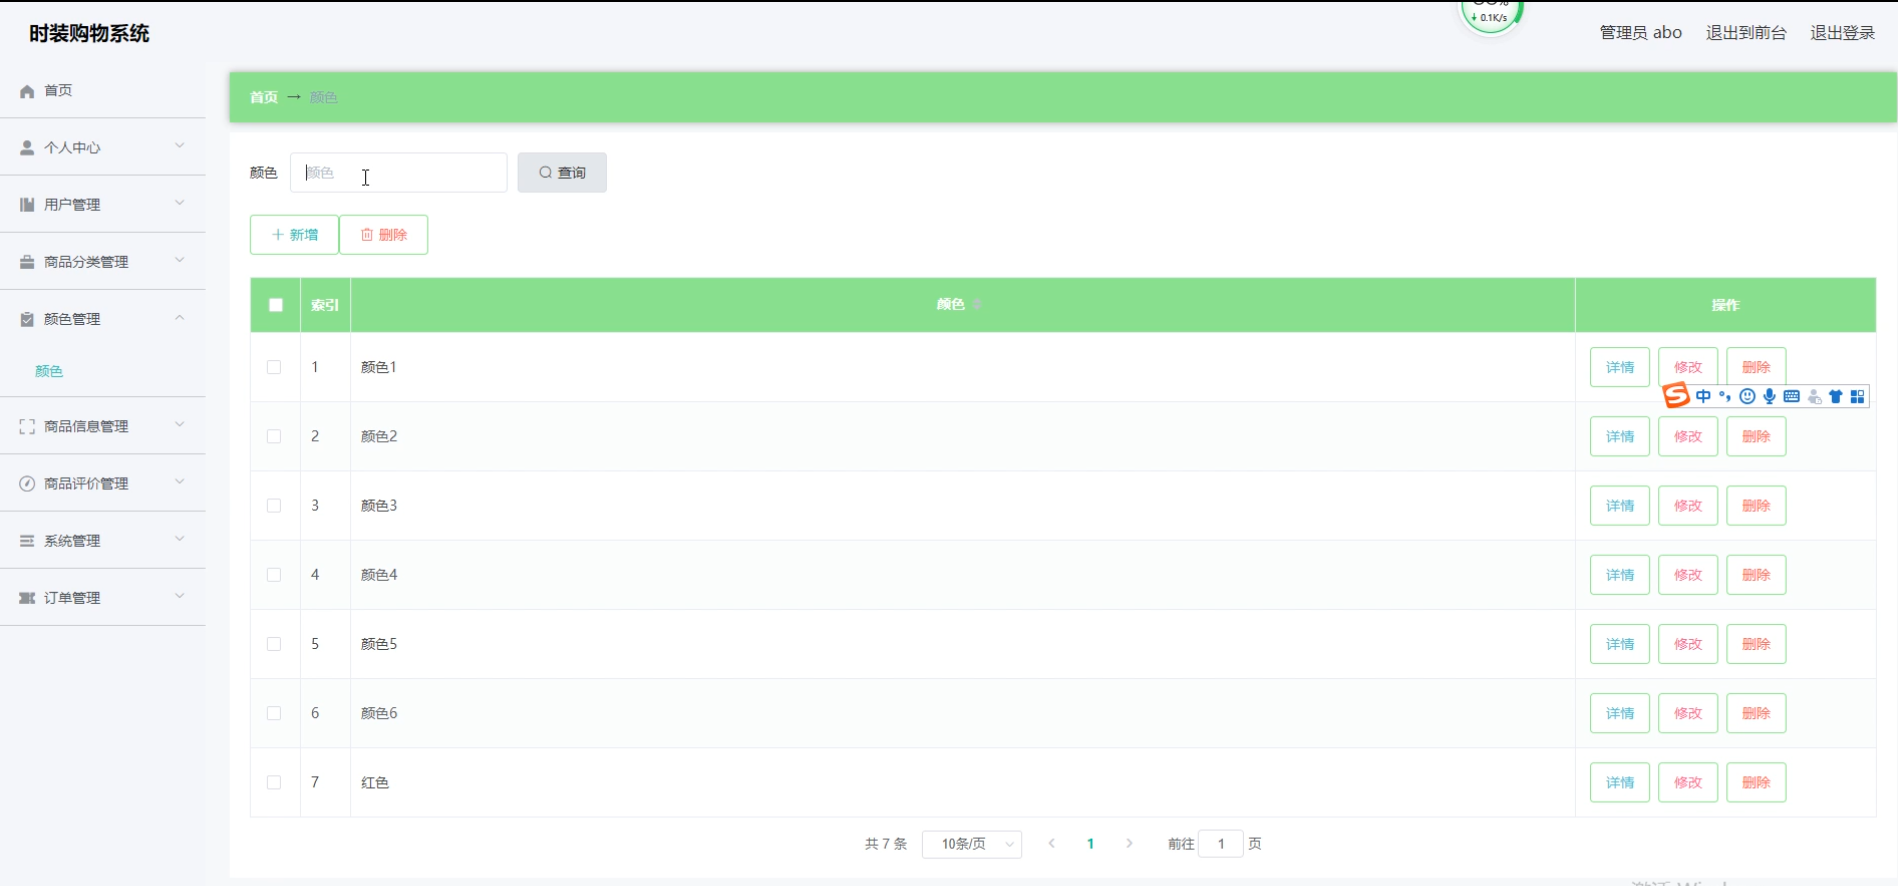 时装购物系统
↓ 0.1K/s
管理员 abo 退出到前台 退出登录
首页
个人中心
用户管理
商品分类管理
颜色管理
颜色
商品信息管理
商品评价管理
系统管理
订单管理
首页 → 颜色
颜色 颜色 查询
+ 新增 删除
索引 颜色 操作
1 颜色1 详情 修改 删除
中
2 颜色2 详情 修改 删除
3 颜色3 详情 修改 删除
4 颜色4 详情 修改 删除
5 颜色5 详情 修改 删除
6 颜色6 详情 修改 删除
7 红色 详情 修改 删除
共 7 条 10条/页 < 1 > 前往 1 页